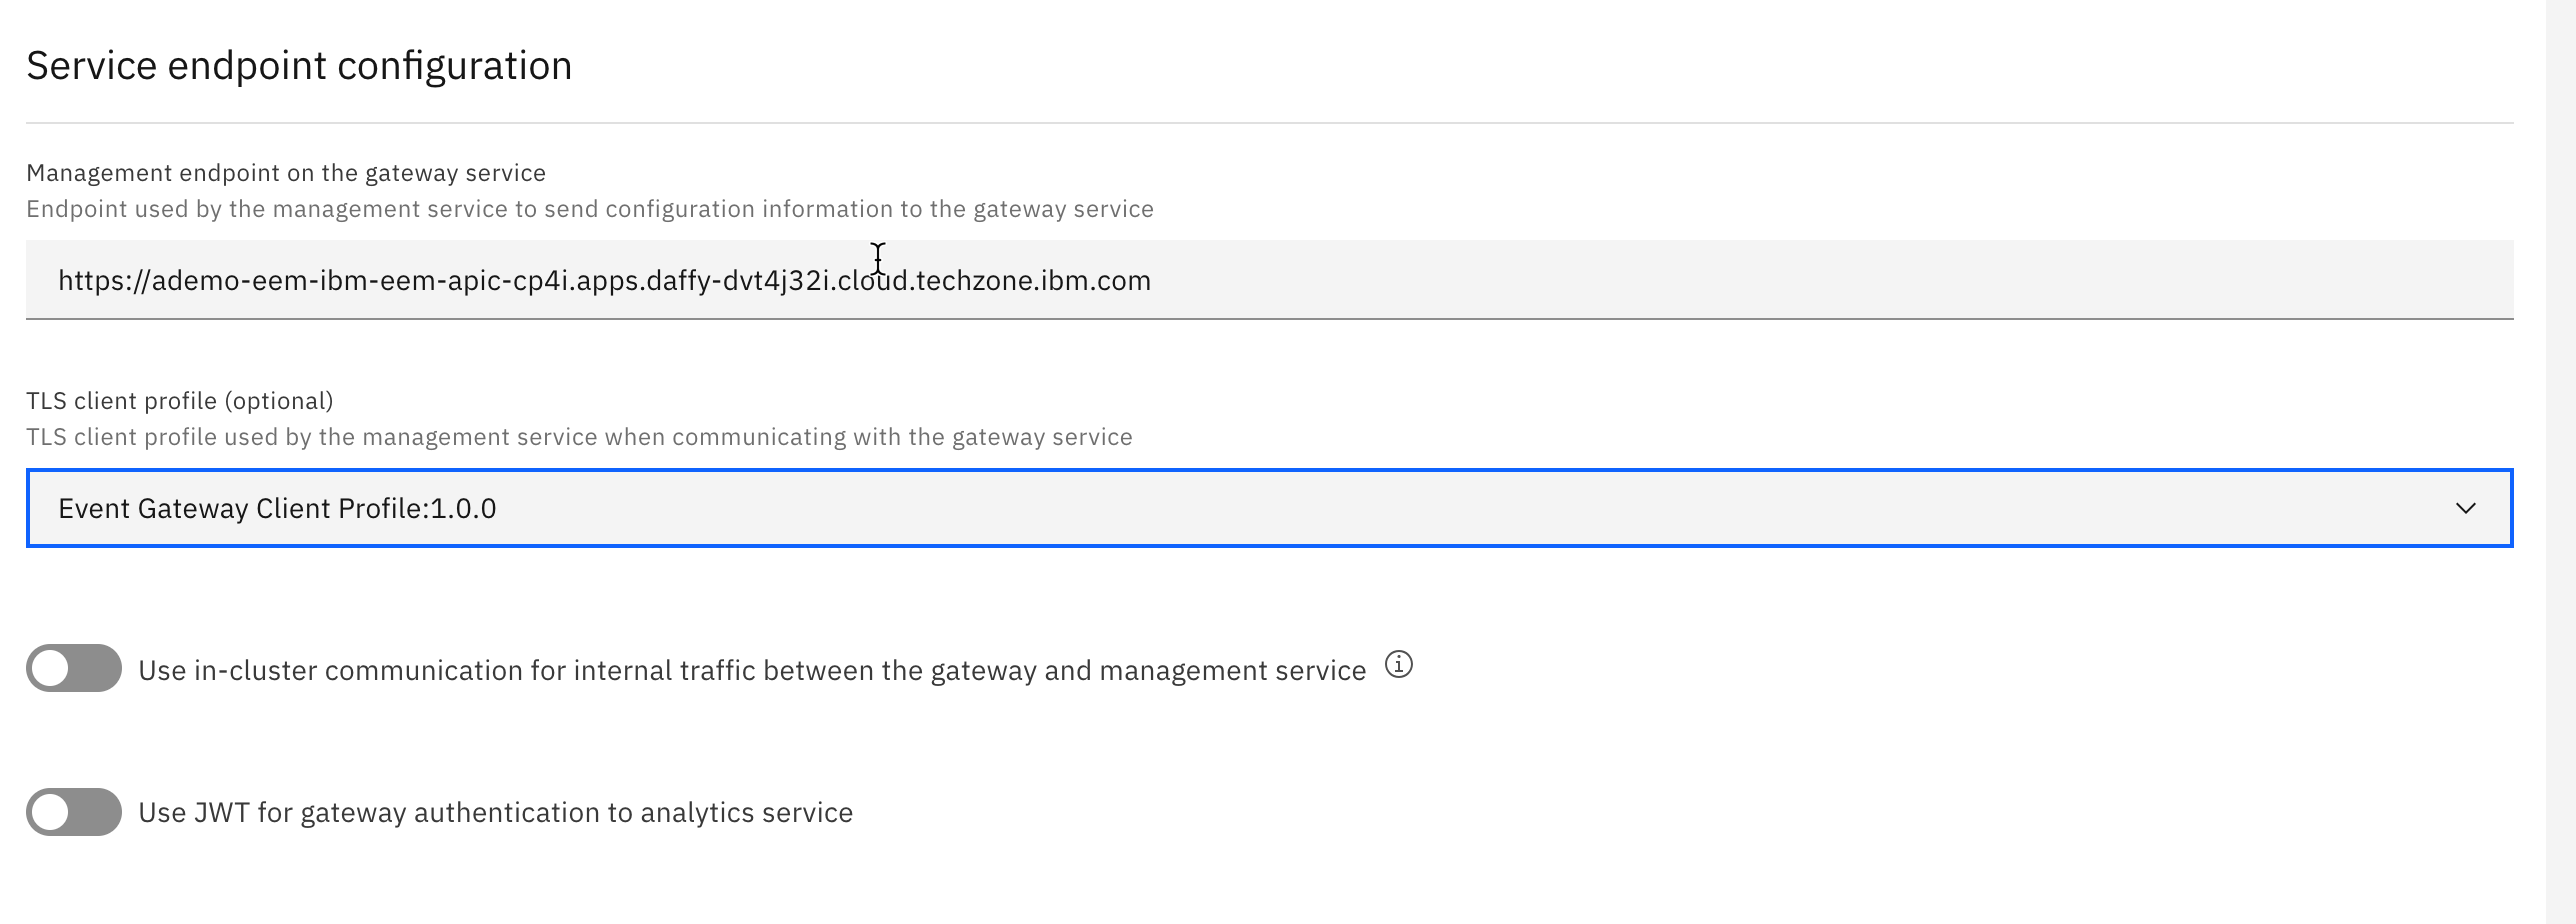 Service endpoint configuration
Management endpoint on the gateway service
Endpoint used by the management service to send configuration information to the gateway service
https://ademo-eem-ibm-eem-apic-cp4i.apps.daffy-dvt4j32i.cloud.techzone.ibm.com
TLS client profile (optional)
TLS client profile used by the management service when communicating with the gateway service
Event Gateway Client Profile:1.0.0
Use in-cluster communication for internal traffic between the gateway and management service
Use JWT for gateway authentication to analytics service